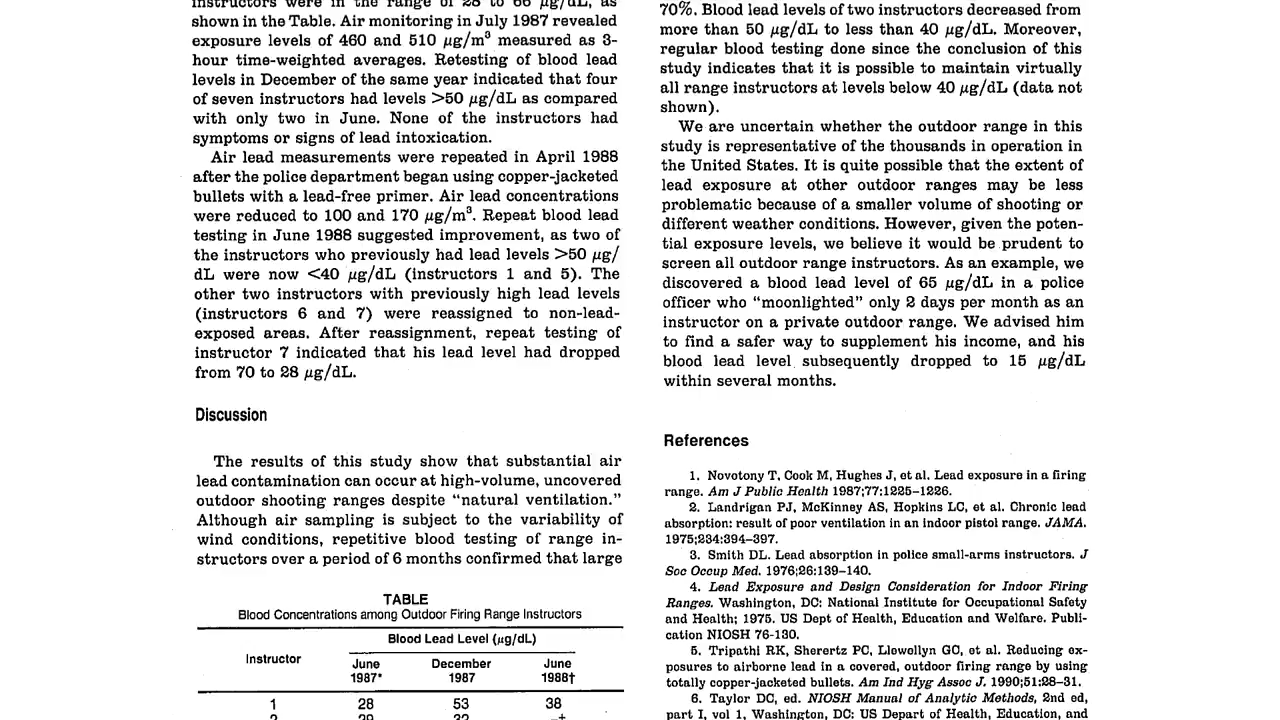 instructors were in the range of 28 to 66 µg/dL, as
shown in the Table. Air monitoring in July 1987 revealed
exposure levels of 460 and 510 µg/m³ measured as 3-
hour time-weighted averages. Retesting of blood lead
levels in December of the same year indicated that four
of seven instructors had levels >50 µg/dL as compared
with only two in June. None of the instructors had
symptoms or signs of lead intoxication.
Air lead measurements were repeated in April 1988
after the police department began using copper-jacketed
bullets with a lead-free primer. Air lead concentrations
were reduced to 100 and 170 µg/m³. Repeat blood lead
testing in June 1988 suggested improvement, as two of
the instructors who previously had lead levels >50 µg/
dL were now <40 µg/dL (instructors 1 and 5). The
other two instructors with previously high lead levels
(instructors 6 and 7) were reassigned to non-lead-
exposed areas. After reassignment, repeat testing of
instructor 7 indicated that his lead level had dropped
from 70 to 28 µg/dL.
Discussion
The results of this study show that substantial air
lead contamination can occur at high-volume, uncovered
outdoor shooting ranges despite "natural ventilation."
Although air sampling is subject to the variability of
wind conditions, repetitive blood testing of range in-
structors over a period of 6 months confirmed that large
TABLE
Blood Concentrations among Outdoor Firing Range Instructors
Blood Lead Level (µg/dL)
Instructor
June December June
1987* 1987 1988†
1 28 53 38
2 29 32 –‡
70%. Blood lead levels of two instructors decreased from
more than 50 µg/dL to less than 40 µg/dL. Moreover,
regular blood testing done since the conclusion of this
study indicates that it is possible to maintain virtually
all range instructors at levels below 40 µg/dL (data not
shown).
We are uncertain whether the outdoor range in this
study is representative of the thousands in operation in
the United States. It is quite possible that the extent of
lead exposure at other outdoor ranges may be less
problematic because of a smaller volume of shooting or
different weather conditions. However, given the poten-
tial exposure levels, we believe it would be prudent to
screen all outdoor range instructors. As an example, we
discovered a blood lead level of 65 µg/dL in a police
officer who "moonlighted" only 2 days per month as an
instructor on a private outdoor range. We advised him
to find a safer way to supplement his income, and his
blood lead level subsequently dropped to 15 µg/dL
within several months.
References
1. Novotony T, Cook M, Hughes J, et al. Lead exposure in a firing
range. Am J Public Health 1987;77:1225–1226.
2. Landrigan PJ, McKinney AS, Hopkins LC, et al. Chronic lead
absorption: result of poor ventilation in an indoor pistol range. JAMA.
1975;234:394–397.
3. Smith DL. Lead absorption in police small-arms instructors. J
Soc Occup Med. 1976;26:139–140.
4. Lead Exposure and Design Consideration for Indoor Firing
Ranges. Washington, DC: National Institute for Occupational Safety
and Health; 1975. US Dept of Health, Education and Welfare. Publi-
cation NIOSH 76-130.
5. Tripathi RK, Sherertz PC, Llewollyn GC, et al. Reducing ex-
posures to airborne lead in a covered, outdoor firing range by using
totally copper-jacketed bullets. Am Ind Hyg Assoc J. 1990;51:28–31.
6. Taylor DC, ed. NIOSH Manual of Analytic Methods, 2nd ed,
part I, vol 1, Washington, DC: US Depart of Health, Education, and